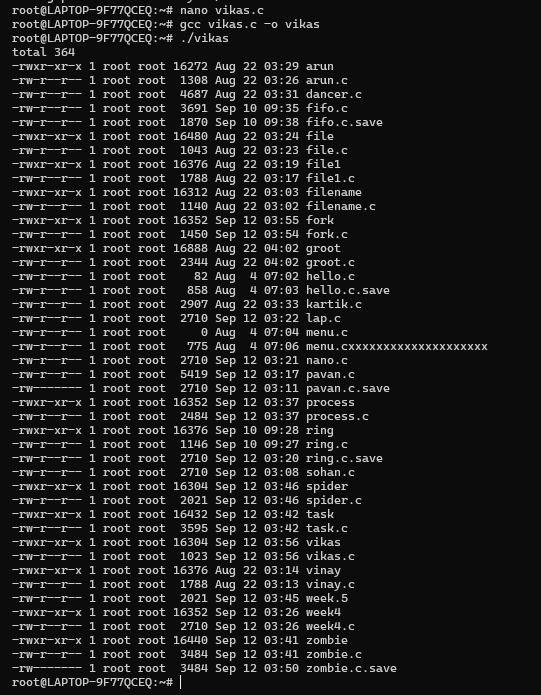 root@LAPTOP-9F77QCEQ:~# nano vikas.c
root@LAPTOP-9F77QCEQ:~# gcc vikas.c -o vikas
root@LAPTOP-9F77QCEQ:~# ./vikas
total 364
-rwxr-xr-x 1 root root 16272 Aug 22 03:29 arun
-rw-r--r-- 1 root root  1308 Aug 22 03:26 arun.c
-rw-r--r-- 1 root root  4687 Aug 22 03:31 dancer.c
-rw-r--r-- 1 root root  3691 Sep 10 09:35 fifo.c
-rw-r--r-- 1 root root  1870 Sep 10 09:38 fifo.c.save
-rwxr-xr-x 1 root root 16480 Aug 22 03:24 file
-rw-r--r-- 1 root root  1043 Aug 22 03:23 file.c
-rwxr-xr-x 1 root root 16376 Aug 22 03:19 file1
-rw-r--r-- 1 root root  1788 Aug 22 03:17 file1.c
-rwxr-xr-x 1 root root 16312 Aug 22 03:03 filename
-rw-r--r-- 1 root root  1140 Aug 22 03:02 filename.c
-rwxr-xr-x 1 root root 16352 Sep 12 03:55 fork
-rw-r--r-- 1 root root  1450 Sep 12 03:54 fork.c
-rwxr-xr-x 1 root root 16888 Aug 22 04:02 groot
-rw-r--r-- 1 root root  2344 Aug 22 04:02 groot.c
-rw-r--r-- 1 root root    82 Aug  4 07:02 hello.c
-rw-r--r-- 1 root root   858 Aug  4 07:03 hello.c.save
-rw-r--r-- 1 root root  2907 Aug 22 03:33 kartik.c
-rw-r--r-- 1 root root  2710 Sep 12 03:22 lap.c
-rw-r--r-- 1 root root     0 Aug  4 07:04 menu.c
-rw-r--r-- 1 root root   775 Aug  4 07:06 menu.cxxxxxxxxxxxxxxxxxxxx
-rw-r--r-- 1 root root  2710 Sep 12 03:21 nano.c
-rw-r--r-- 1 root root  5419 Sep 12 03:17 pavan.c
-rw------- 1 root root  2710 Sep 12 03:11 pavan.c.save
-rwxr-xr-x 1 root root 16352 Sep 12 03:37 process
-rw-r--r-- 1 root root  2484 Sep 12 03:37 process.c
-rwxr-xr-x 1 root root 16376 Sep 10 09:28 ring
-rw-r--r-- 1 root root  1146 Sep 10 09:27 ring.c
-rw-r--r-- 1 root root  2710 Sep 12 03:20 ring.c.save
-rw-r--r-- 1 root root  2710 Sep 12 03:08 sohan.c
-rwxr-xr-x 1 root root 16304 Sep 12 03:46 spider
-rw-r--r-- 1 root root  2021 Sep 12 03:46 spider.c
-rwxr-xr-x 1 root root 16432 Sep 12 03:42 task
-rw-r--r-- 1 root root  3595 Sep 12 03:42 task.c
-rwxr-xr-x 1 root root 16304 Sep 12 03:56 vikas
-rw-r--r-- 1 root root  1023 Sep 12 03:56 vikas.c
-rwxr-xr-x 1 root root 16376 Aug 22 03:14 vinay
-rw-r--r-- 1 root root  1788 Aug 22 03:13 vinay.c
-rw-r--r-- 1 root root  2021 Sep 12 03:45 week.5
-rwxr-xr-x 1 root root 16352 Sep 12 03:26 week4
-rw-r--r-- 1 root root  2710 Sep 12 03:26 week4.c
-rwxr-xr-x 1 root root 16440 Sep 12 03:41 zombie
-rw-r--r-- 1 root root  3484 Sep 12 03:41 zombie.c
-rw------- 1 root root  3484 Sep 12 03:50 zombie.c.save
root@LAPTOP-9F77QCEQ:~#